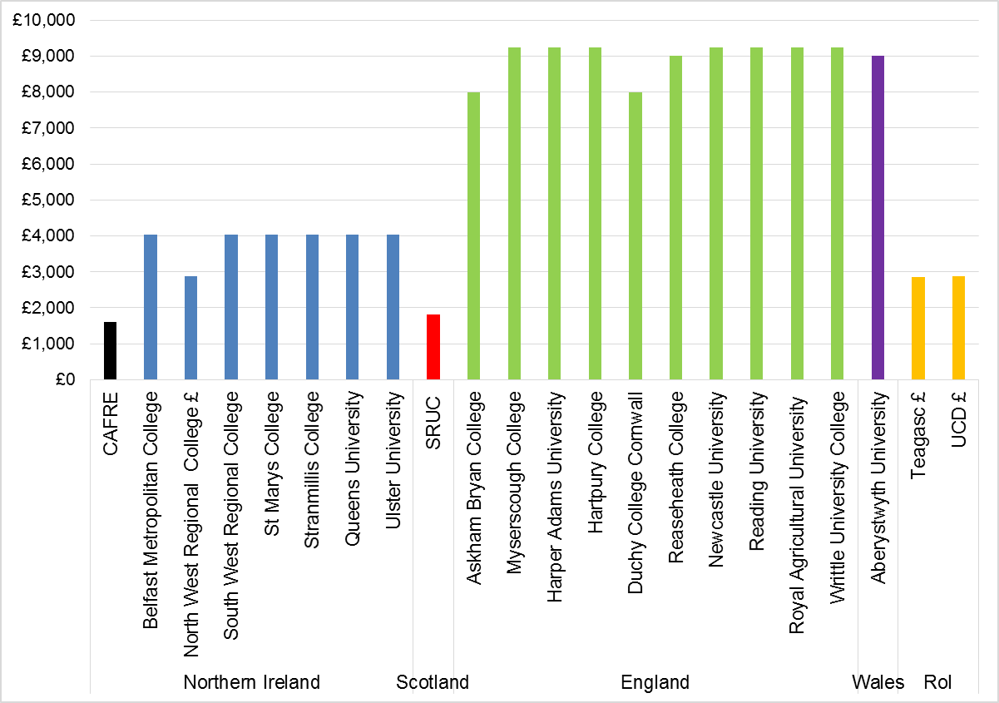 £10,000
£9,000
£8,000
£7,000
£6,000
£5,000
£4,000
£3,000
£2,000
£1,000
£0
CAFRE
Belfast Metropolitan College
North West Regional College £
South West Regional College
St Marys College
Stranmillis College
Queens University
Ulster University
SRUC
Askham Bryan College
Myserscough College
Harper Adams University
Hartpury College
Duchy College Cornwall
Reaseheath College
Newcastle University
Reading University
Royal Agricultural University
Writtle University College
Aberystwyth University
Teagasc £
UCD £
Northern Ireland
Scotland
England
Wales
RoI